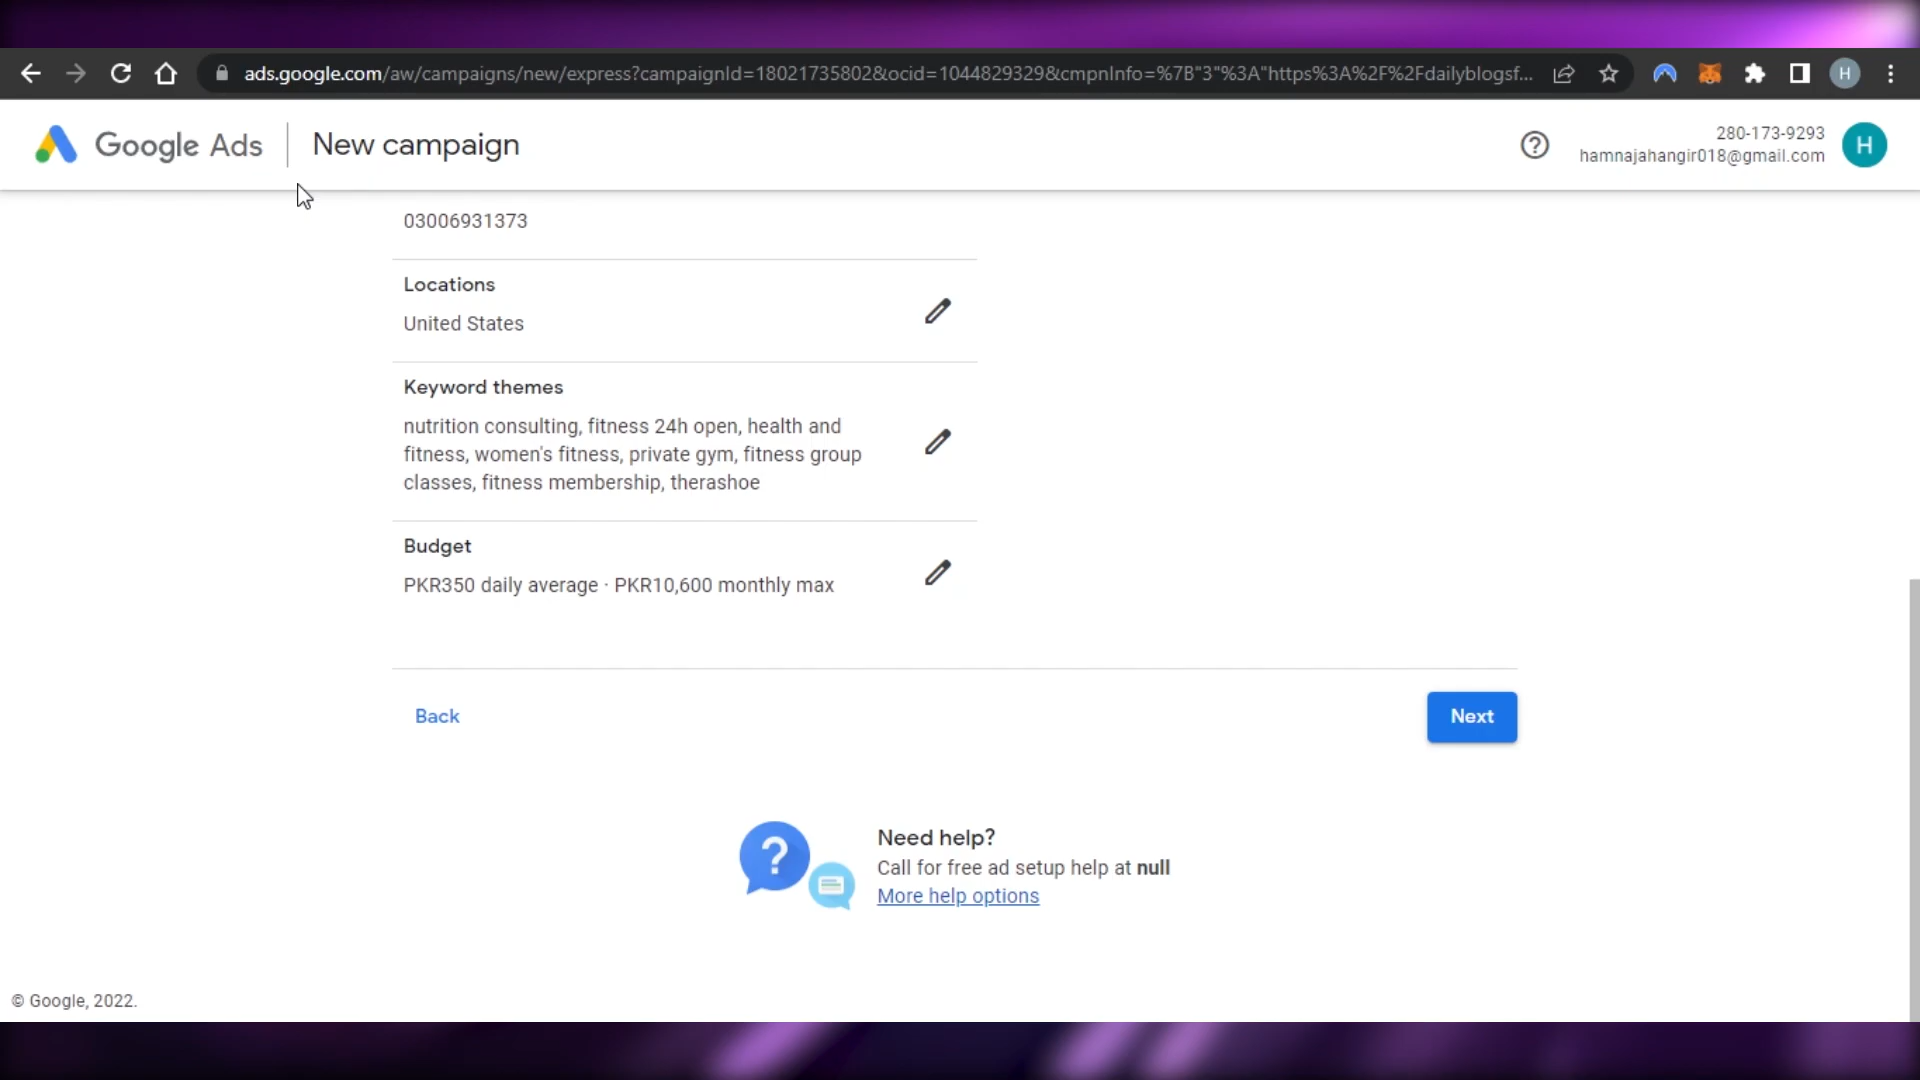 ads.google.com/aw/campaigns/new/express?campaignId=18021735802&ocid=1044829329&cmpnInfo=%7B"3"%3A"https%3A%2F%2Fdailyblogsf...
H
Google Ads
New campaign
280-173-9293
hamnajahangir018@gmail.com
H
03006931373
Locations
United States
Keyword themes
nutrition consulting, fitness 24h open, health and
fitness, women's fitness, private gym, fitness group
classes, fitness membership, therashoe
Budget
PKR350 daily average · PKR10,600 monthly max
Back
Next
Need help?
Call for free ad setup help at null
More help options
© Google, 2022.